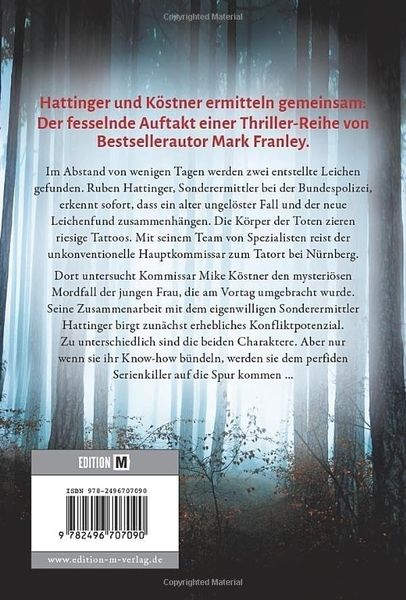 Copyrighted Material
Hattinger und Köstner ermitteln gemeinsam:
Der fesselnde Auftakt einer Thriller-Reihe von
Bestsellerautor Mark Franley.
Im Abstand von wenigen Tagen werden zwei entstellte Leichen
gefunden. Ruben Hattinger, Sonderermittler bei der Bundespolizei,
erkennt sofort, dass ein alter ungelöster Fall und der neue
Leichenfund zusammenhängen. Die Körper der Toten zieren
riesige Tattoos. Mit seinem Team von Spezialisten reist der
unkonventionelle Hauptkommissar zum Tatort bei Nürnberg.
Dort untersucht Kommissar Mike Köstner den mysteriösen
Mordfall der jungen Frau, die am Vortag umgebracht wurde.
Seine Zusammenarbeit mit dem eigenwilligen Sonderermittler
Hattinger birgt zunächst erhebliches Konfliktpotenzial.
Zu unterschiedlich sind die beiden Charaktere. Aber nur
wenn sie ihr Know-how bündeln, werden sie dem perfiden
Serienkiller auf die Spur kommen ...
EDITION M
ISBN 978-2496707090
9 782496 707090
www.edition-m-verlag.de
Copyrighted Material